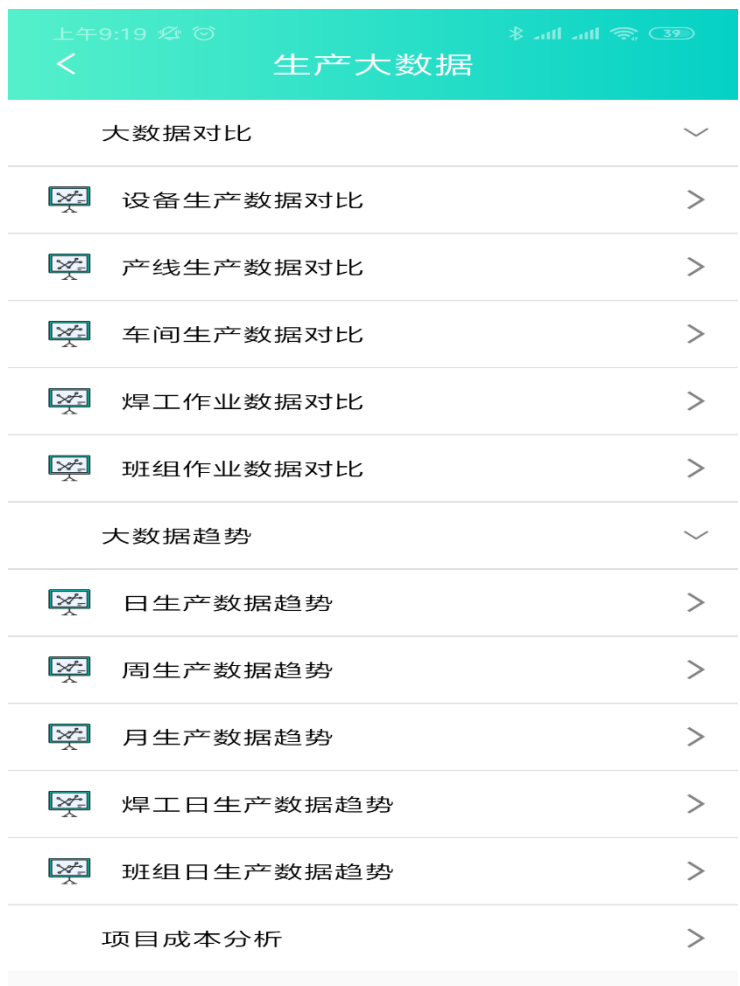 上午9:19 39
生产大数据
大数据对比
设备生产数据对比
产线生产数据对比
车间生产数据对比
焊工作业数据对比
班组作业数据对比
大数据趋势
日生产数据趋势
周生产数据趋势
月生产数据趋势
焊工日生产数据趋势
班组日生产数据趋势
项目成本分析